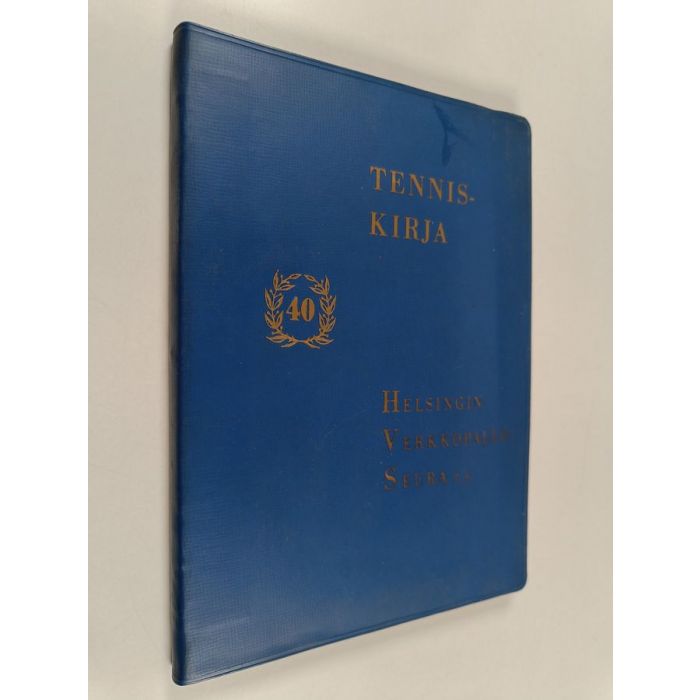 TENNIS-
KIRJA
40
HELSINGIN
VERKKOPALLO
SEURA r.y.